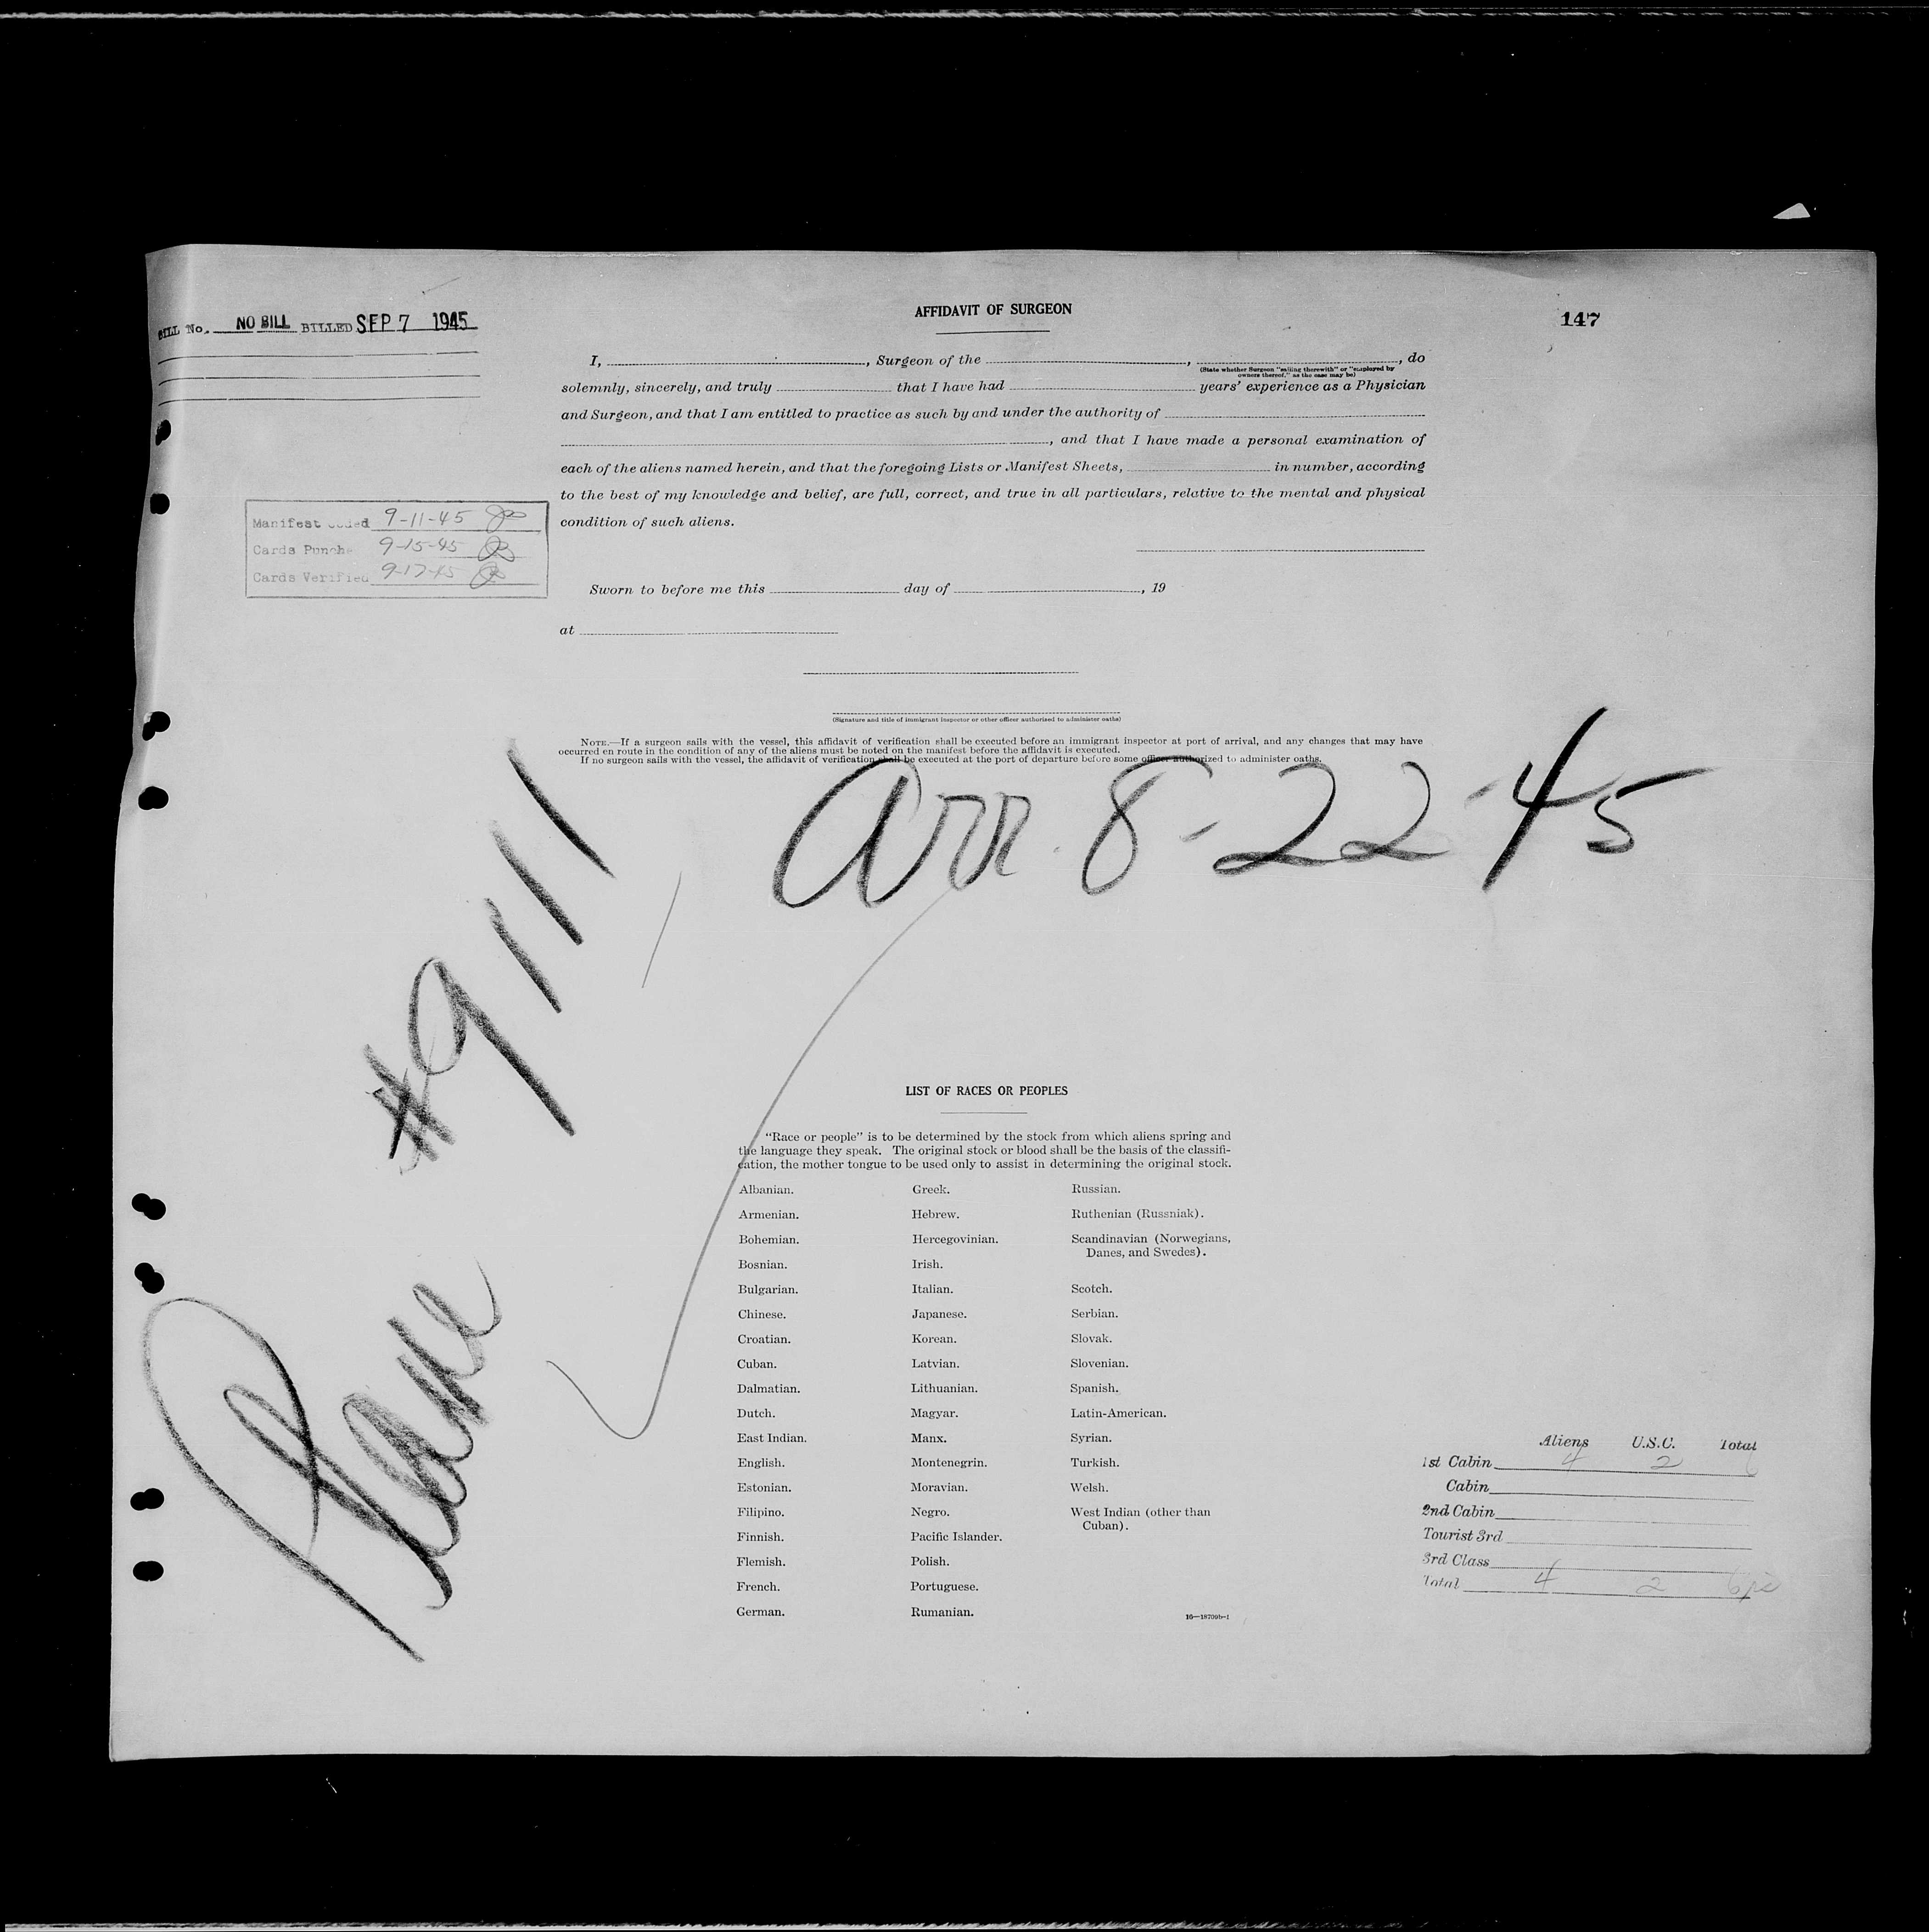 BILL No. NO BILL BILLED SEP 7 1945
AFFIDAVIT OF SURGEON
147
I, , Surgeon of the , , do
(State whether Surgeon "sailing therewith" or "employed by
owners thereof," as the case may be)
solemnly, sincerely, and truly that I have had years' experience as a Physician
and Surgeon, and that I am entitled to practice as such by and under the authority of
, and that I have made a personal examination of
each of the aliens named herein, and that the foregoing Lists or Manifest Sheets, in number, according
to the best of my knowledge and belief, are full, correct, and true in all particulars, relative to the mental and physical
condition of such aliens.
Manifest Coded 9-11-45
Cards Punche 9-15-45
Cards Verified 9-17-45
Sworn to before me this day of , 19
at
(Signature and title of immigrant inspector or other officer authorized to administer oaths)
NOTE.—If a surgeon sails with the vessel, this affidavit of verification shall be executed before an immigrant inspector at port of arrival, and any changes that may have
occurred en route in the condition of any of the aliens must be noted on the manifest before the affidavit is executed.
If no surgeon sails with the vessel, the affidavit of verification shall be executed at the port of departure before some officer authorized to administer oaths.
Arr. 8-22-45
Plane #9111
LIST OF RACES OR PEOPLES
"Race or people" is to be determined by the stock from which aliens spring and
the language they speak. The original stock or blood shall be the basis of the classifi-
cation, the mother tongue to be used only to assist in determining the original stock.
Albanian.
Armenian.
Bohemian.
Bosnian.
Bulgarian.
Chinese.
Croatian.
Cuban.
Dalmatian.
Dutch.
East Indian.
English.
Estonian.
Filipino.
Finnish.
Flemish.
French.
German.
Greek.
Hebrew.
Hercegovinian.
Irish.
Italian.
Japanese.
Korean.
Latvian.
Lithuanian.
Magyar.
Manx.
Montenegrin.
Moravian.
Negro.
Pacific Islander.
Polish.
Portuguese.
Rumanian.
Russian.
Ruthenian (Russniak).
Scandinavian (Norwegians,
Danes, and Swedes).
Scotch.
Serbian.
Slovak.
Slovenian.
Spanish.
Latin-American.
Syrian.
Turkish.
Welsh.
West Indian (other than
Cuban).
16—18709b-1
Aliens U.S.C. Total
1st Cabin 4 2 6
Cabin
2nd Cabin
Tourist 3rd
3rd Class
Total 4 2 6